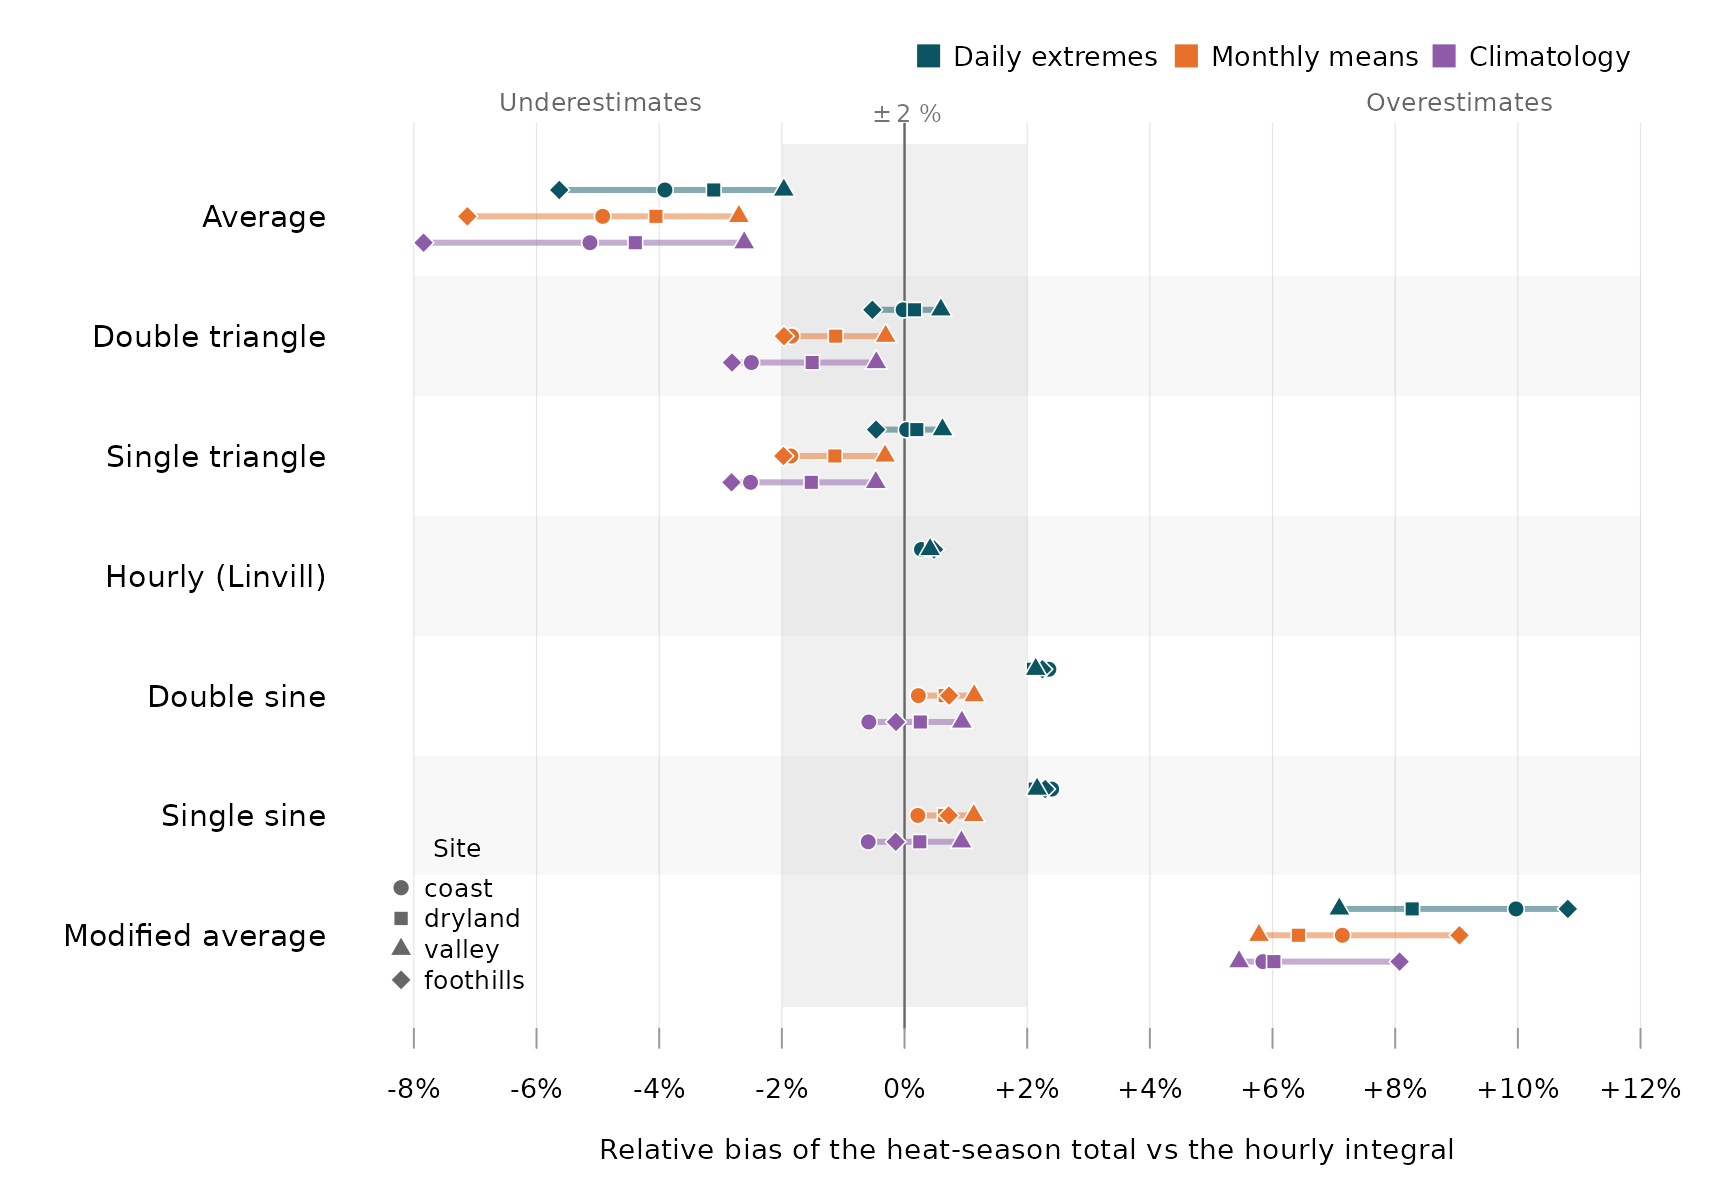 Daily extremes Monthly means Climatology
Underestimates ± 2 % Overestimates
Average
Double triangle
Single triangle
Hourly (Linvill)
Double sine
Single sine
Site
coast
dryland
Modified average
valley
foothills
-8% -6% -4% -2% 0% +2% +4% +6% +8% +10% +12%
Relative bias of the heat-season total vs the hourly integral